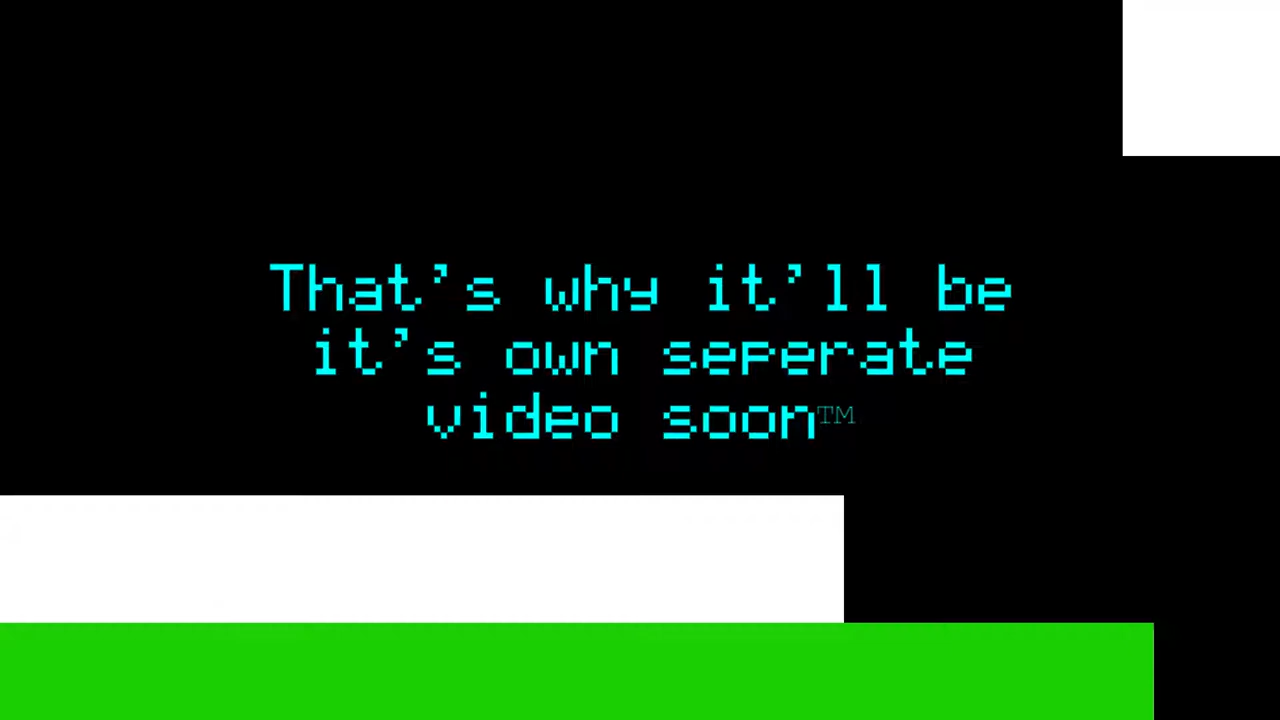 That’s why it’ll be
it’s own seperate
video soon™